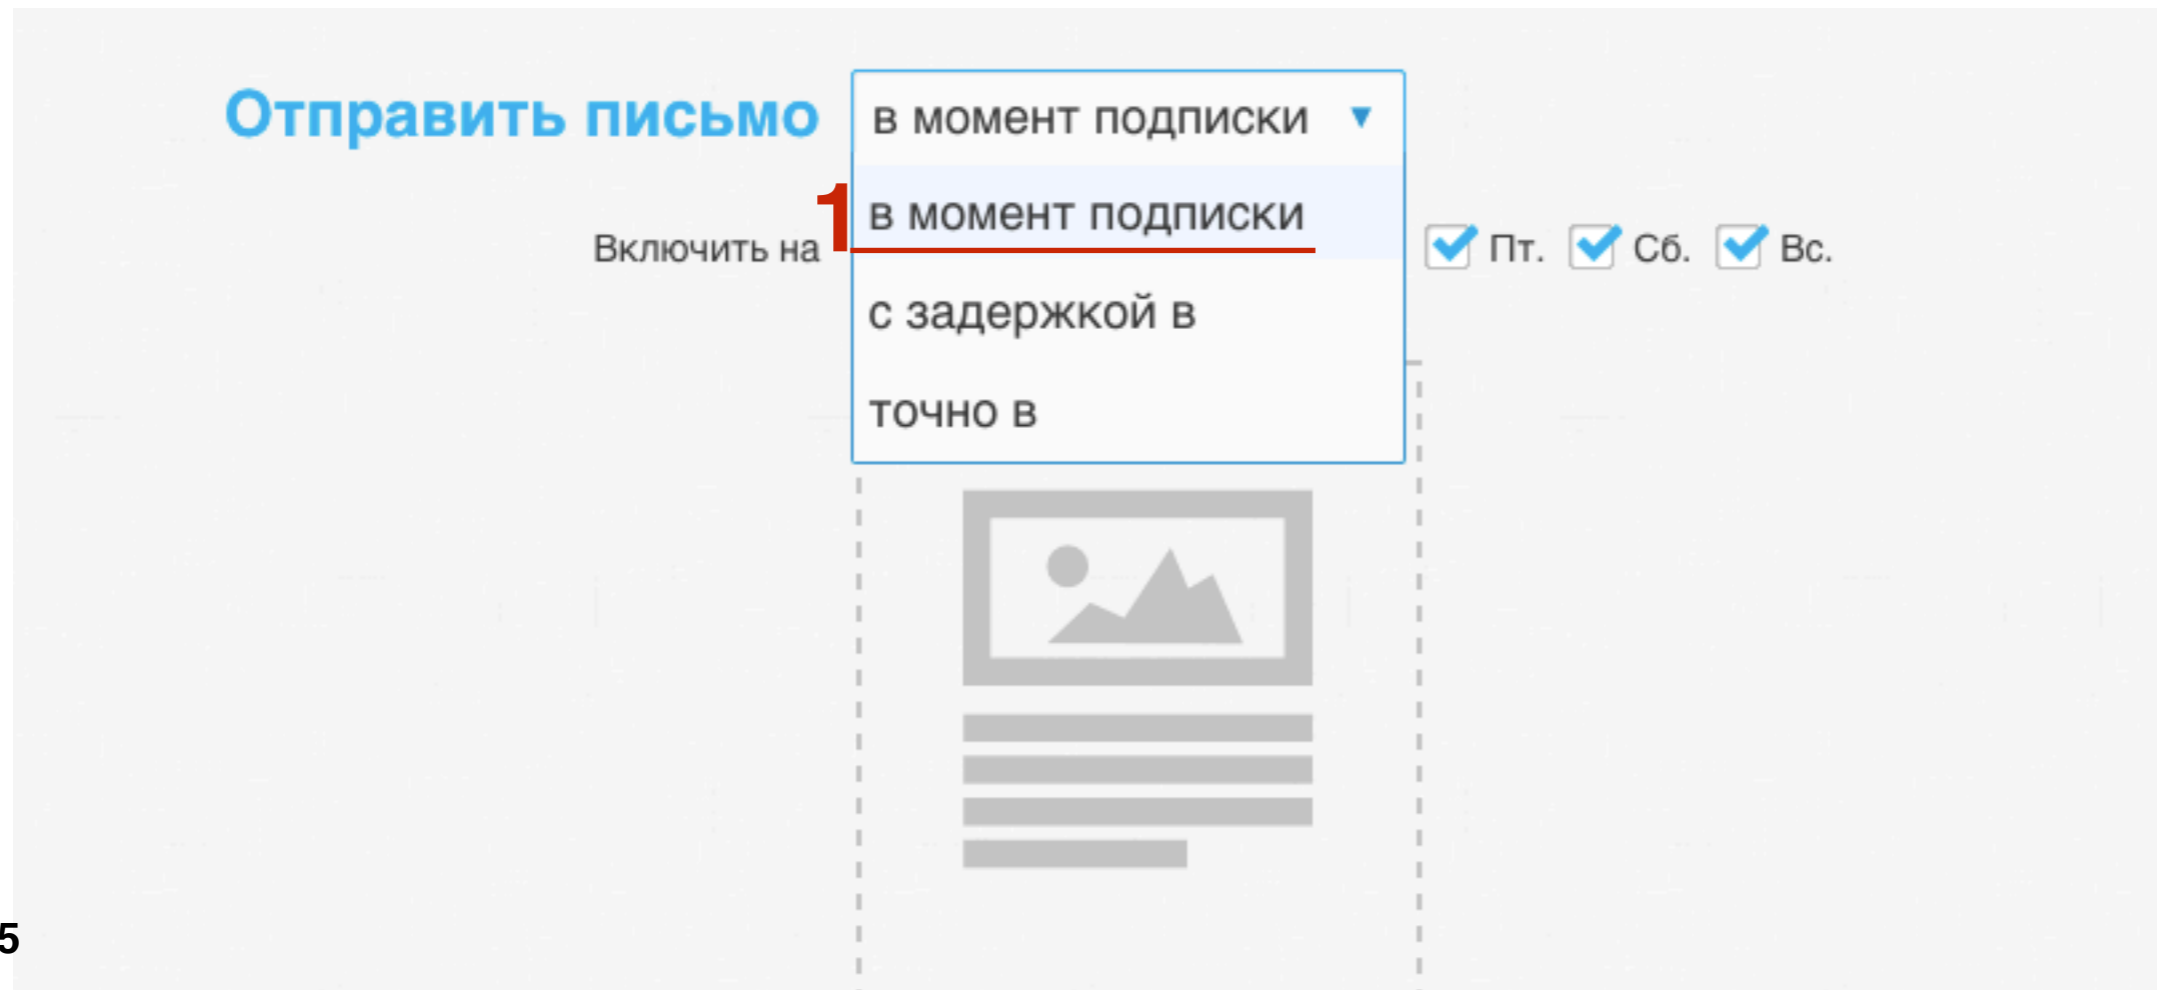 Отправить письмо в момент подписки ▼
1 в момент подписки
Включить на Пт. Сб. Вс.
с задержкой в
точно в
5